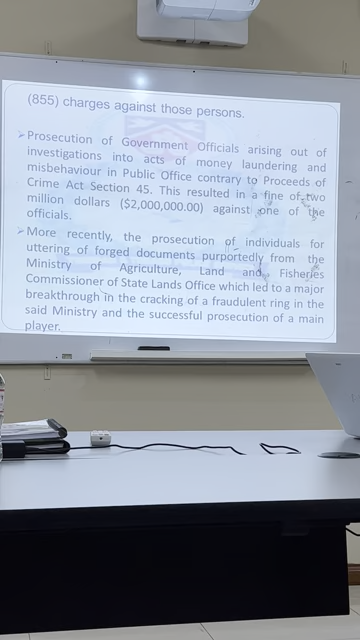 (855) charges against those persons.
➢Prosecution of Government Officials arising out of
investigations into acts of money laundering and
misbehaviour in Public Office contrary to Proceeds of
Crime Act Section 45. This resulted in a fine of two
million dollars ($2,000,000.00) against one of the
officials.
➢More recently, the prosecution of individuals for
uttering of forged documents purportedly from the
Ministry of Agriculture, Land and Fisheries
Commissioner of State Lands Office which led to a major
breakthrough in the cracking of a fraudulent ring in the
said Ministry and the successful prosecution of a main
player.